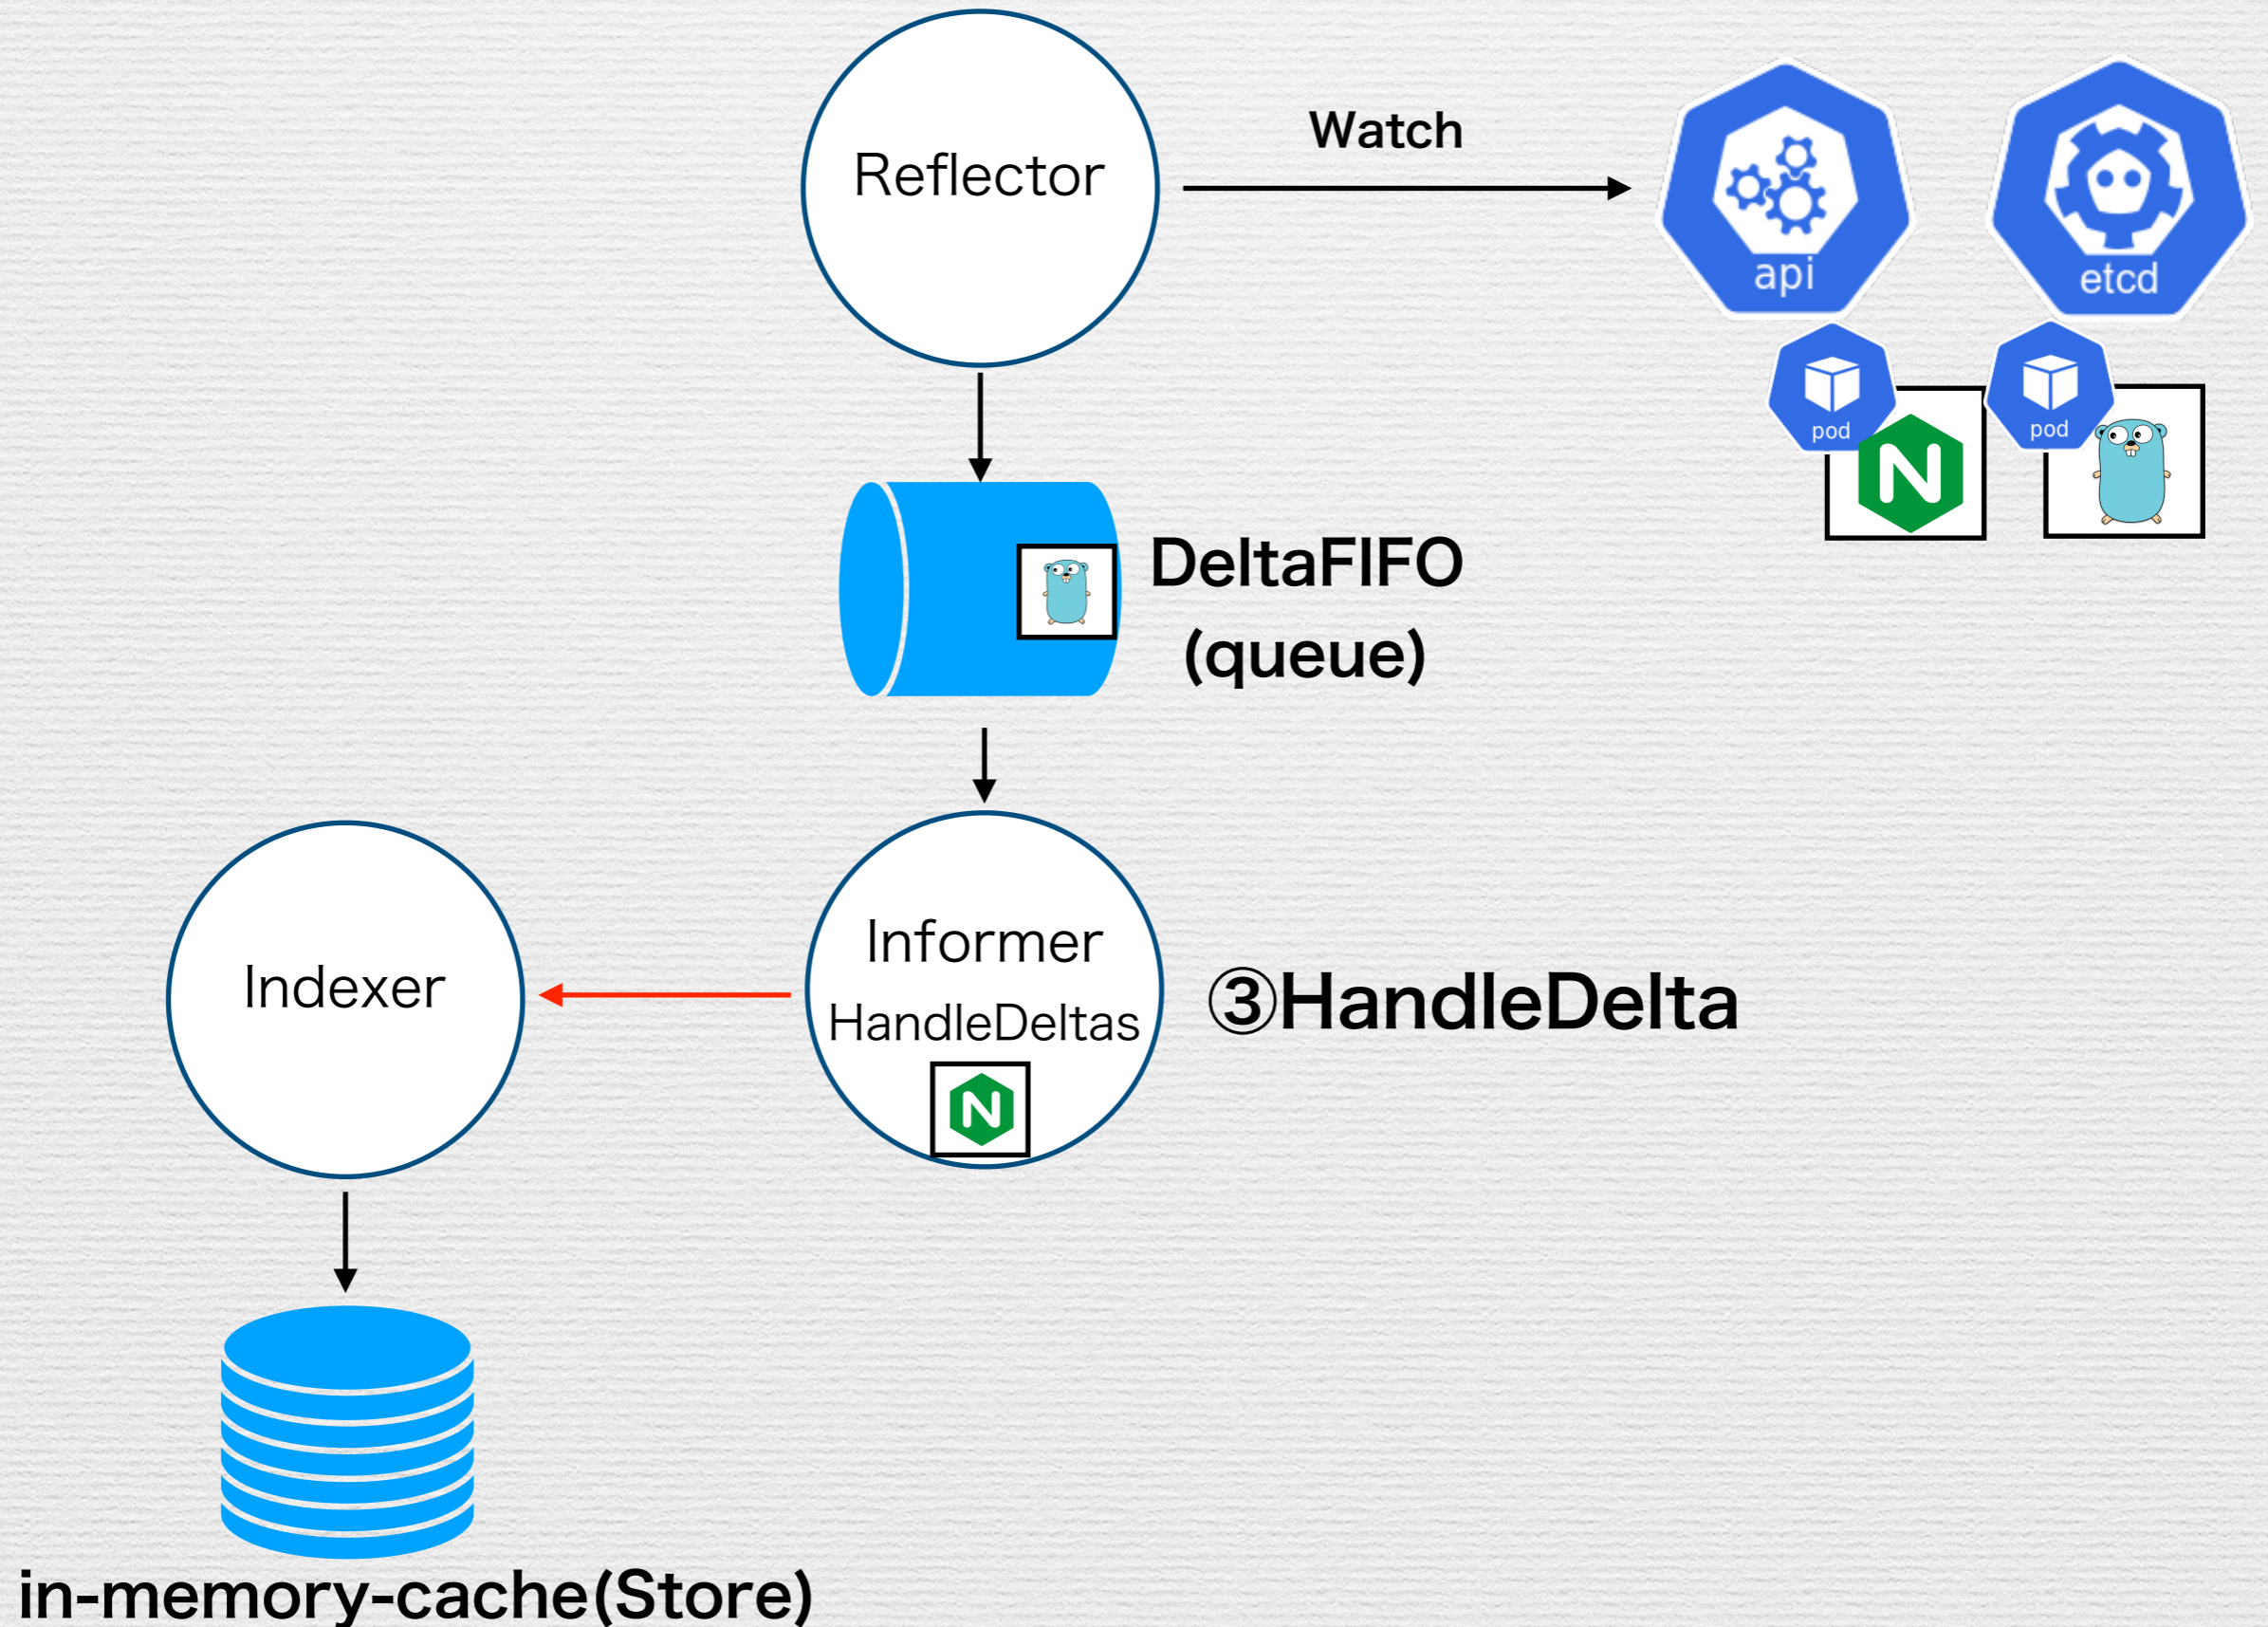 Reflector
Watch
api
etcd
pod
pod
N
DeltaFIFO
(queue)
Informer
HandleDeltas
N
③HandleDelta
Indexer
in-memory-cache(Store)